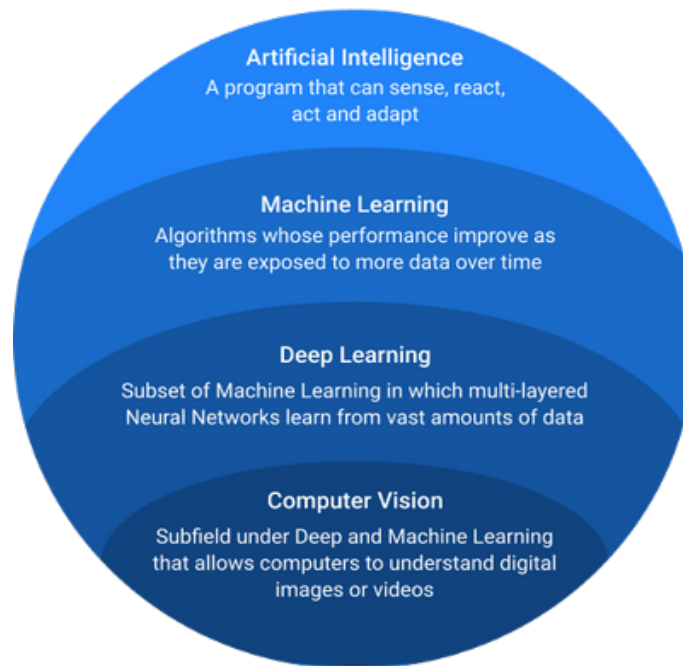 Artificial Intelligence
A program that can sense, react,
act and adapt
Machine Learning
Algorithms whose performance improve as
they are exposed to more data over time
Deep Learning
Subset of Machine Learning in which multi-layered
Neural Networks learn from vast amounts of data
Computer Vision
Subfield under Deep and Machine Learning
that allows computers to understand digital
images or videos